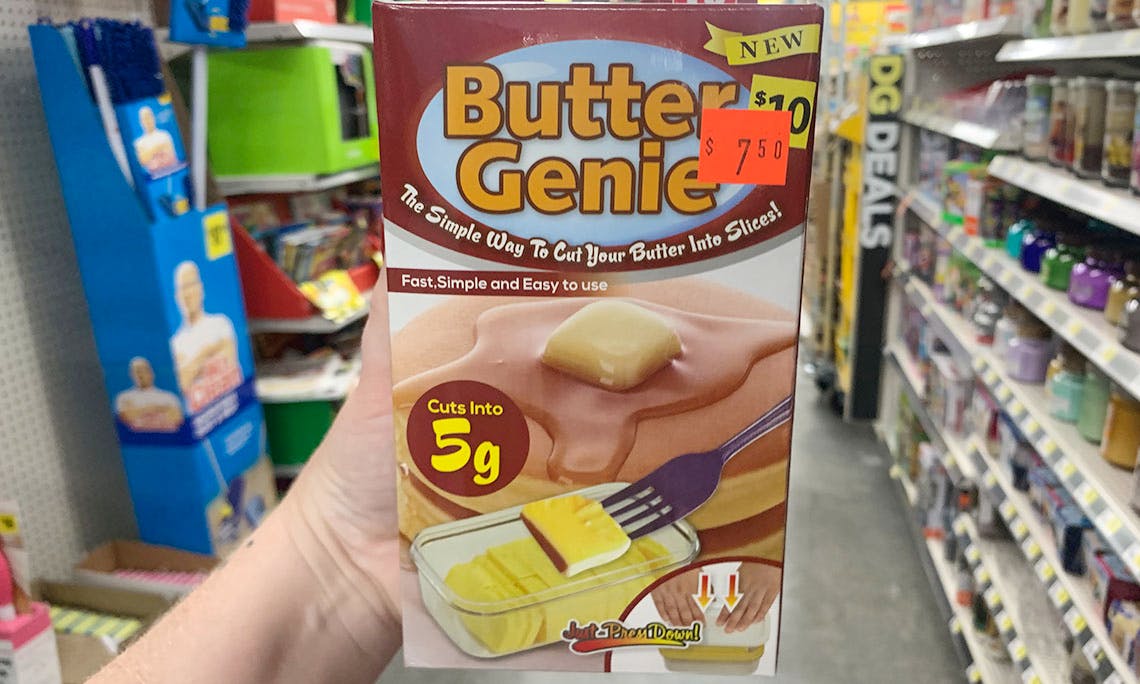 NEW
$10
Butter
$ 7 50
Genie
The Simple Way To Cut Your Butter Into Slices!
Fast,Simple and Easy to use
Cuts Into
5g
Just Press Down!
DG DEALS